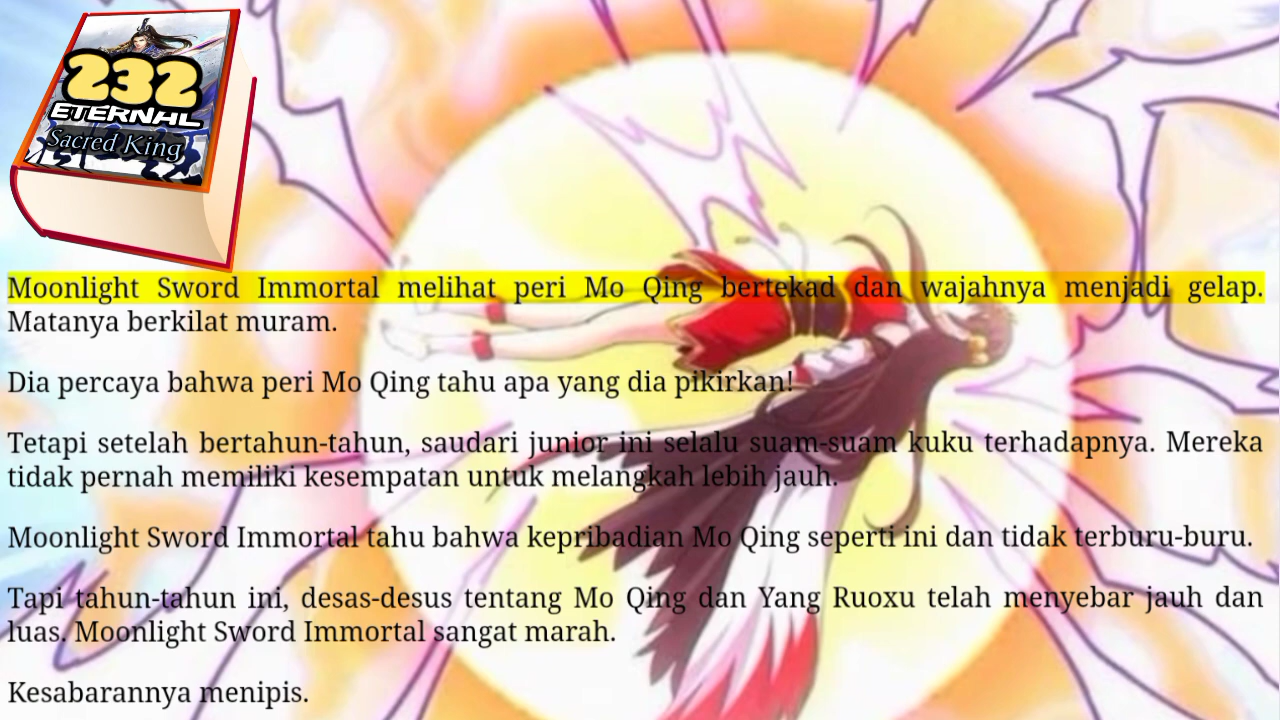 232
ETERNAL
Sacred King
Moonlight Sword Immortal melihat peri Mo Qing bertekad dan wajahnya menjadi gelap.
Matanya berkilat muram.
Dia percaya bahwa peri Mo Qing tahu apa yang dia pikirkan!
Tetapi setelah bertahun-tahun, saudari junior ini selalu suam-suam kuku terhadapnya. Mereka
tidak pernah memiliki kesempatan untuk melangkah lebih jauh.
Moonlight Sword Immortal tahu bahwa kepribadian Mo Qing seperti ini dan tidak terburu-buru.
Tapi tahun-tahun ini, desas-desus tentang Mo Qing dan Yang Ruoxu telah menyebar jauh dan
luas. Moonlight Sword Immortal sangat marah.
Kesabarannya menipis.